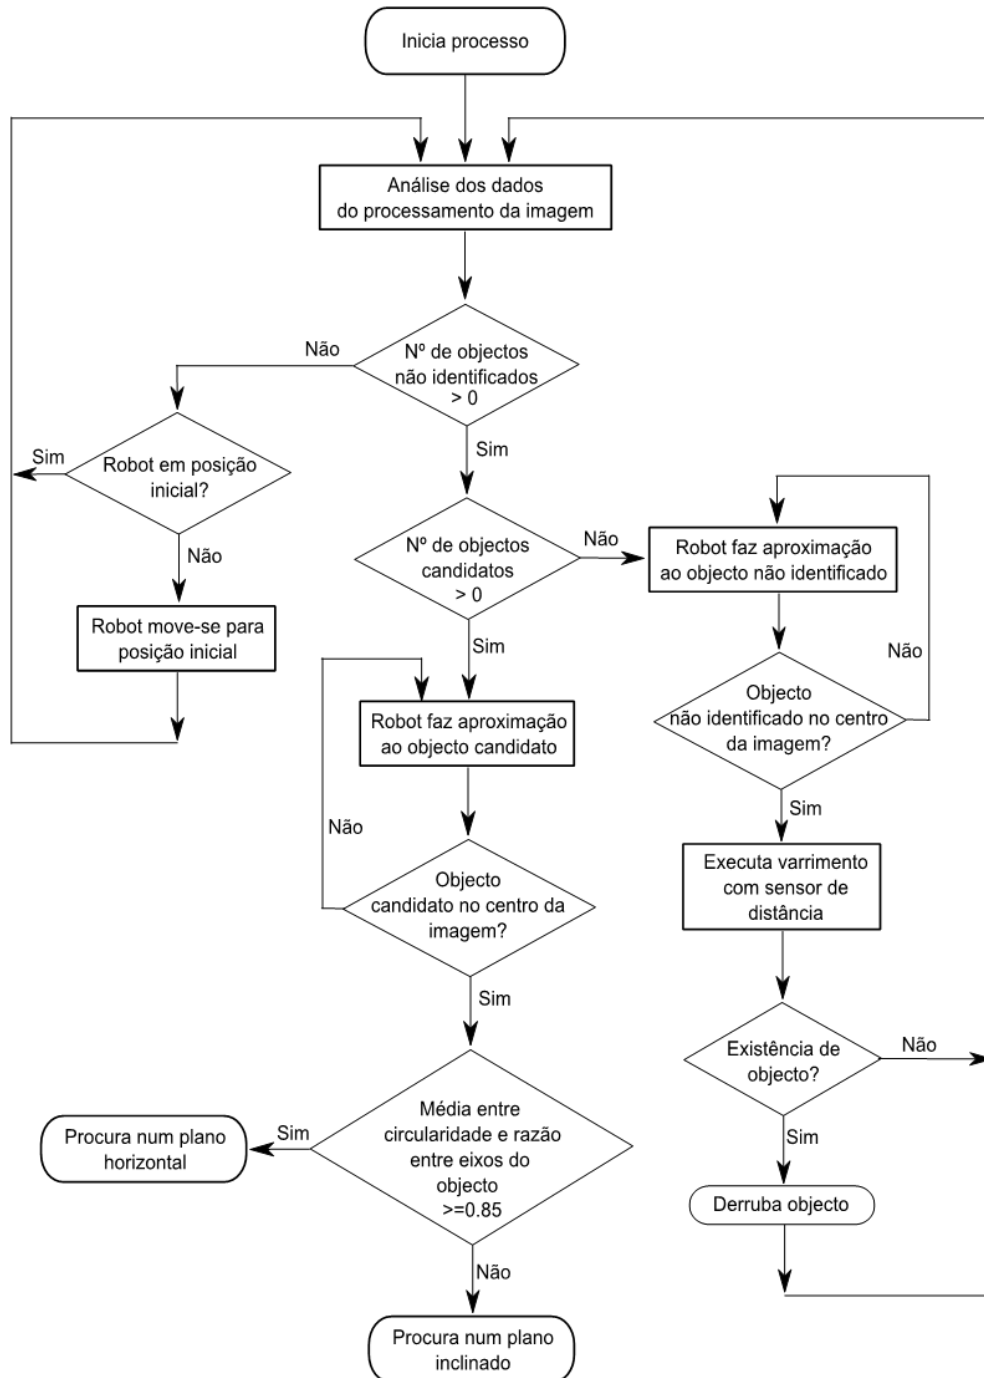 Inicia processo
Análise dos dados
do processamento da imagem
Não
Nº de objectos
não identificados
> 0
Sim
Robot em posição
inicial?
Sim
Não
Robot move-se para
posição inicial
Nº de objectos
candidatos
> 0
Não
Robot faz aproximação
ao objecto não identificado
Sim
Não
Objecto
não identificado no centro
da imagem?
Robot faz aproximação
ao objecto candidato
Não
Sim
Objecto
candidato no centro da
imagem?
Executa varrimento
com sensor de
distância
Sim
Existência de
objecto?
Não
Média entre
circularidade e razão
entre eixos do
objecto
>=0.85
Sim
Procura num plano
horizontal
Sim
Derruba objecto
Não
Procura num plano
inclinado